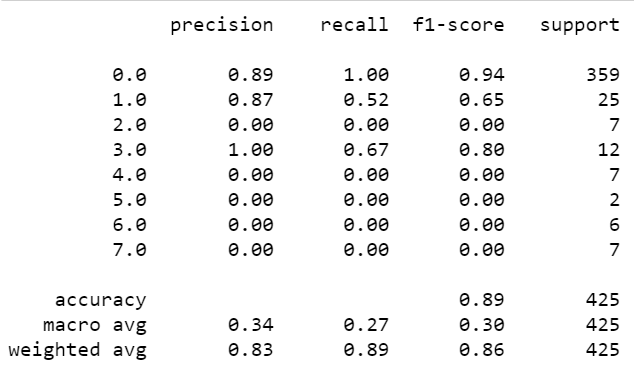 precision recall f1-score support
0.0 0.89 1.00 0.94 359
1.0 0.87 0.52 0.65 25
2.0 0.00 0.00 0.00 7
3.0 1.00 0.67 0.80 12
4.0 0.00 0.00 0.00 7
5.0 0.00 0.00 0.00 2
6.0 0.00 0.00 0.00 6
7.0 0.00 0.00 0.00 7
accuracy 0.89 425
macro avg 0.34 0.27 0.30 425
weighted avg 0.83 0.89 0.86 425